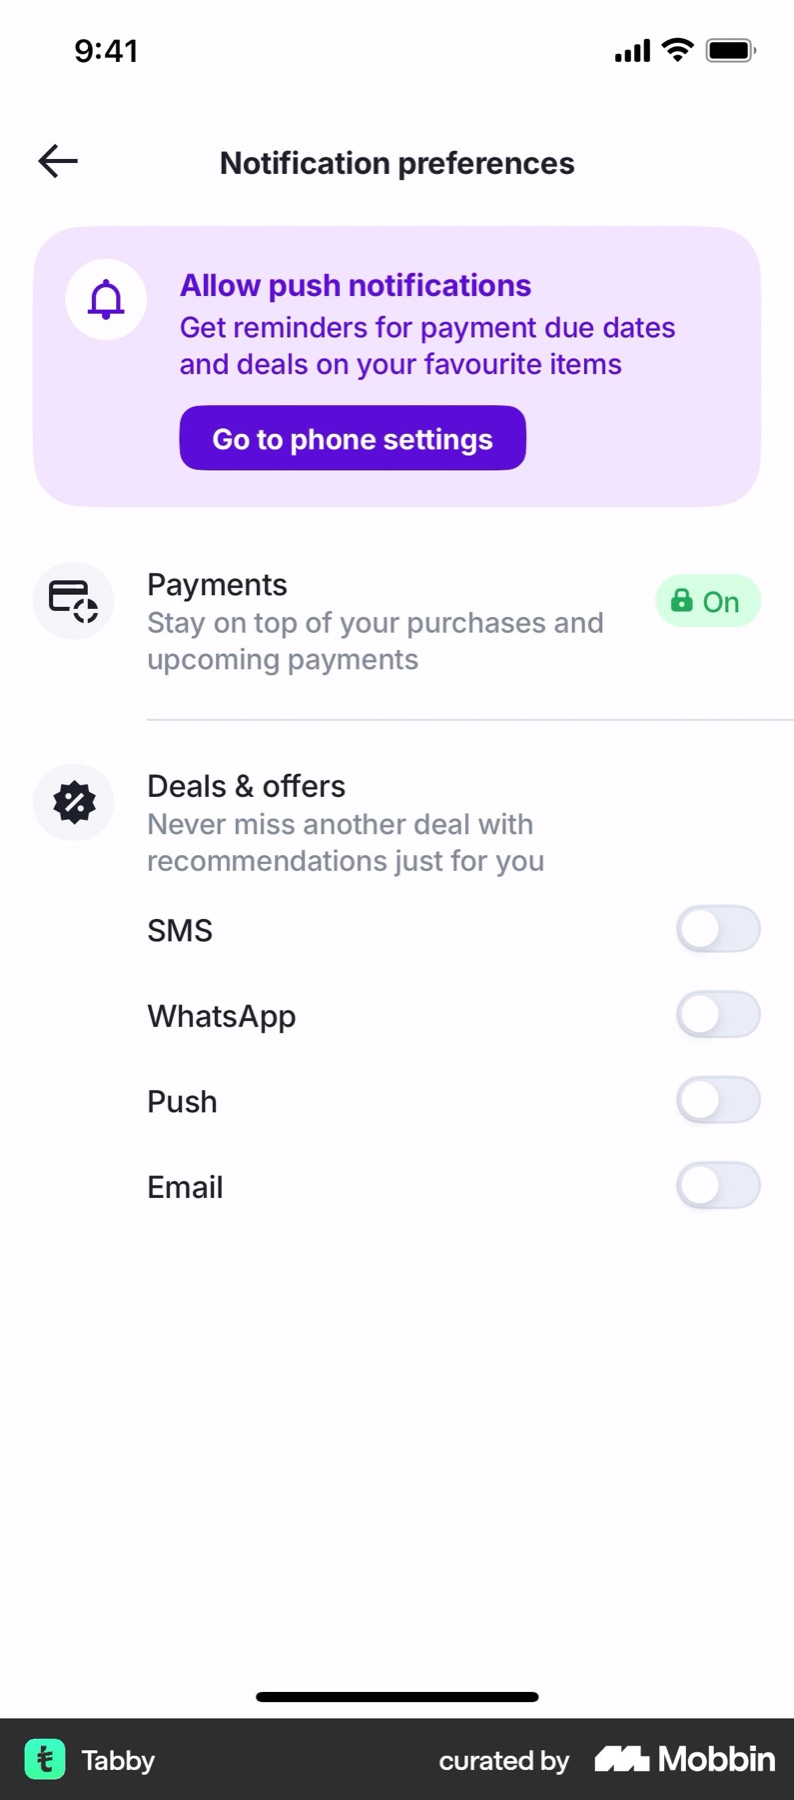 9:41
Notification preferences
Allow push notifications
Get reminders for payment due dates
and deals on your favourite items
Go to phone settings
Payments
On
Stay on top of your purchases and
upcoming payments
Deals & offers
Never miss another deal with
recommendations just for you
SMS
WhatsApp
Push
Email
Tabby
curated by Mobbin